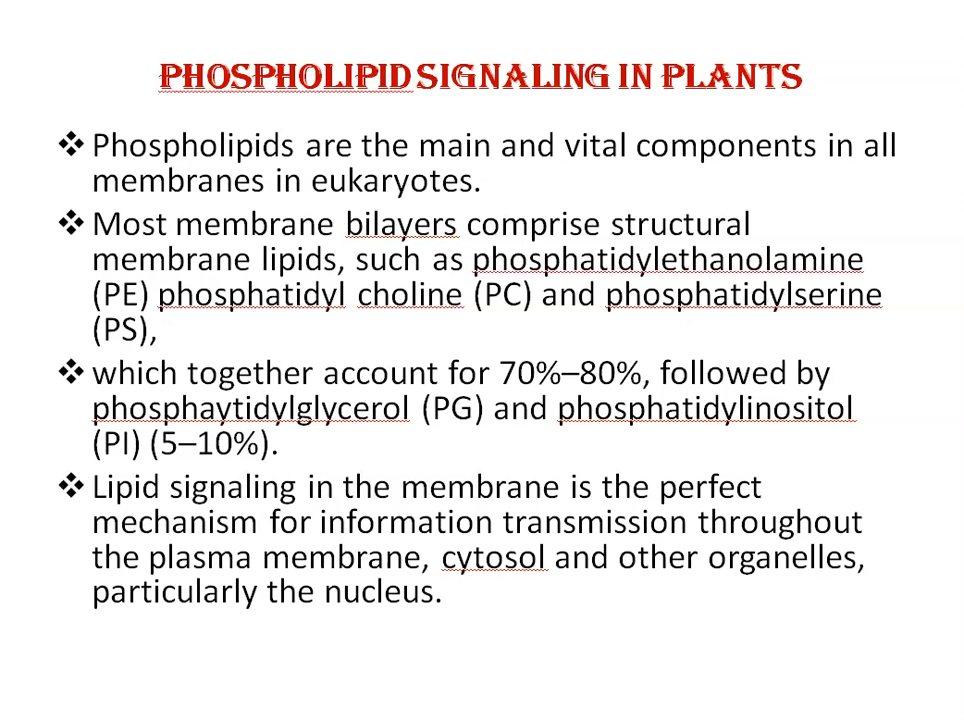 PHOSPHOLIPID SIGNALING IN PLANTS
❖ Phospholipids are the main and vital components in all
membranes in eukaryotes.
❖ Most membrane bilayers comprise structural
membrane lipids, such as phosphatidylethanolamine
(PE) phosphatidyl choline (PC) and phosphatidylserine
(PS),
❖ which together account for 70%–80%, followed by
phosphaytidylglycerol (PG) and phosphatidylinositol
(PI) (5–10%).
❖ Lipid signaling in the membrane is the perfect
mechanism for information transmission throughout
the plasma membrane, cytosol and other organelles,
particularly the nucleus.